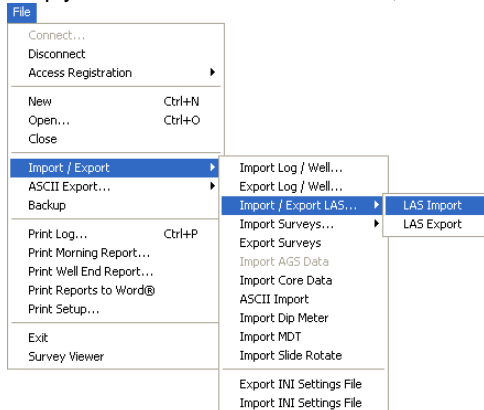 File
Connect...
Disconnect
Access Registration
New Ctrl+N
Open... Ctrl+O
Close
Import / Export
ASCII Export...
Backup
Print Log... Ctrl+P
Print Morning Report...
Print Well End Report...
Print Reports to Word®
Print Setup...
Exit
Survey Viewer
Import Log / Well...
Export Log / Well...
Import / Export LAS...
Import Surveys...
Export Surveys
Import AGS Data
Import Core Data
ASCII Import
Import Dip Meter
Import MDT
Import Slide Rotate
Export INI Settings File
Import INI Settings File
LAS Import
LAS Export